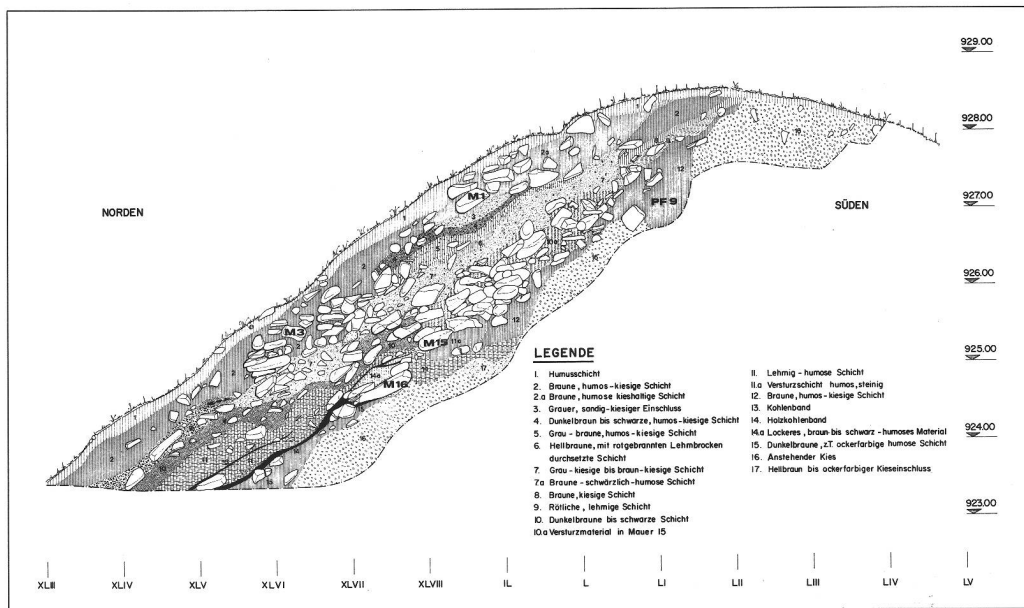 929.00
928.00
927.00
926.00
925.00
924.00
923.00
NORDEN
SÜDEN
M1
PF 9
M3
M15
M16
LEGENDE
1. Humusschicht
2. Braune, humos-kiesige Schicht
2.a Braune, humose kieshaltige Schicht
3. Grauer, sandig-kiesiger Einschluss
4. Dunkelbraun bis schwarze, humos-kiesige Schicht
5. Grau-braune, humos-kiesige Schicht
6. Hellbraune, mit rotgebrannten Lehmbrocken
durchsetzte Schicht
7. Grau-kiesige bis braun-kiesige Schicht
7a Braune-schwärzlich-humose Schicht
8. Braune, kiesige Schicht
9. Rötliche, lehmige Schicht
10. Dunkelbraune bis schwarze Schicht
10.a Versturzmaterial in Mauer 15
11. Lehmig-humose Schicht
11.a Versturzschicht humos, steinig
12. Braune, humos-kiesige Schicht
13. Kohlenband
14. Holzkohlenband
14.a Lockeres, braun-bis schwarz-humoses Material
15. Dunkelbraune, z.T. ockerfarbige humose Schicht
16. Anstehender Kies
17. Hellbraun bis ockerfarbiger Kieseinschluss
XLIII XLIV XLV XLVI XLVII XLVIII IL L LI LII LIII LIV LV